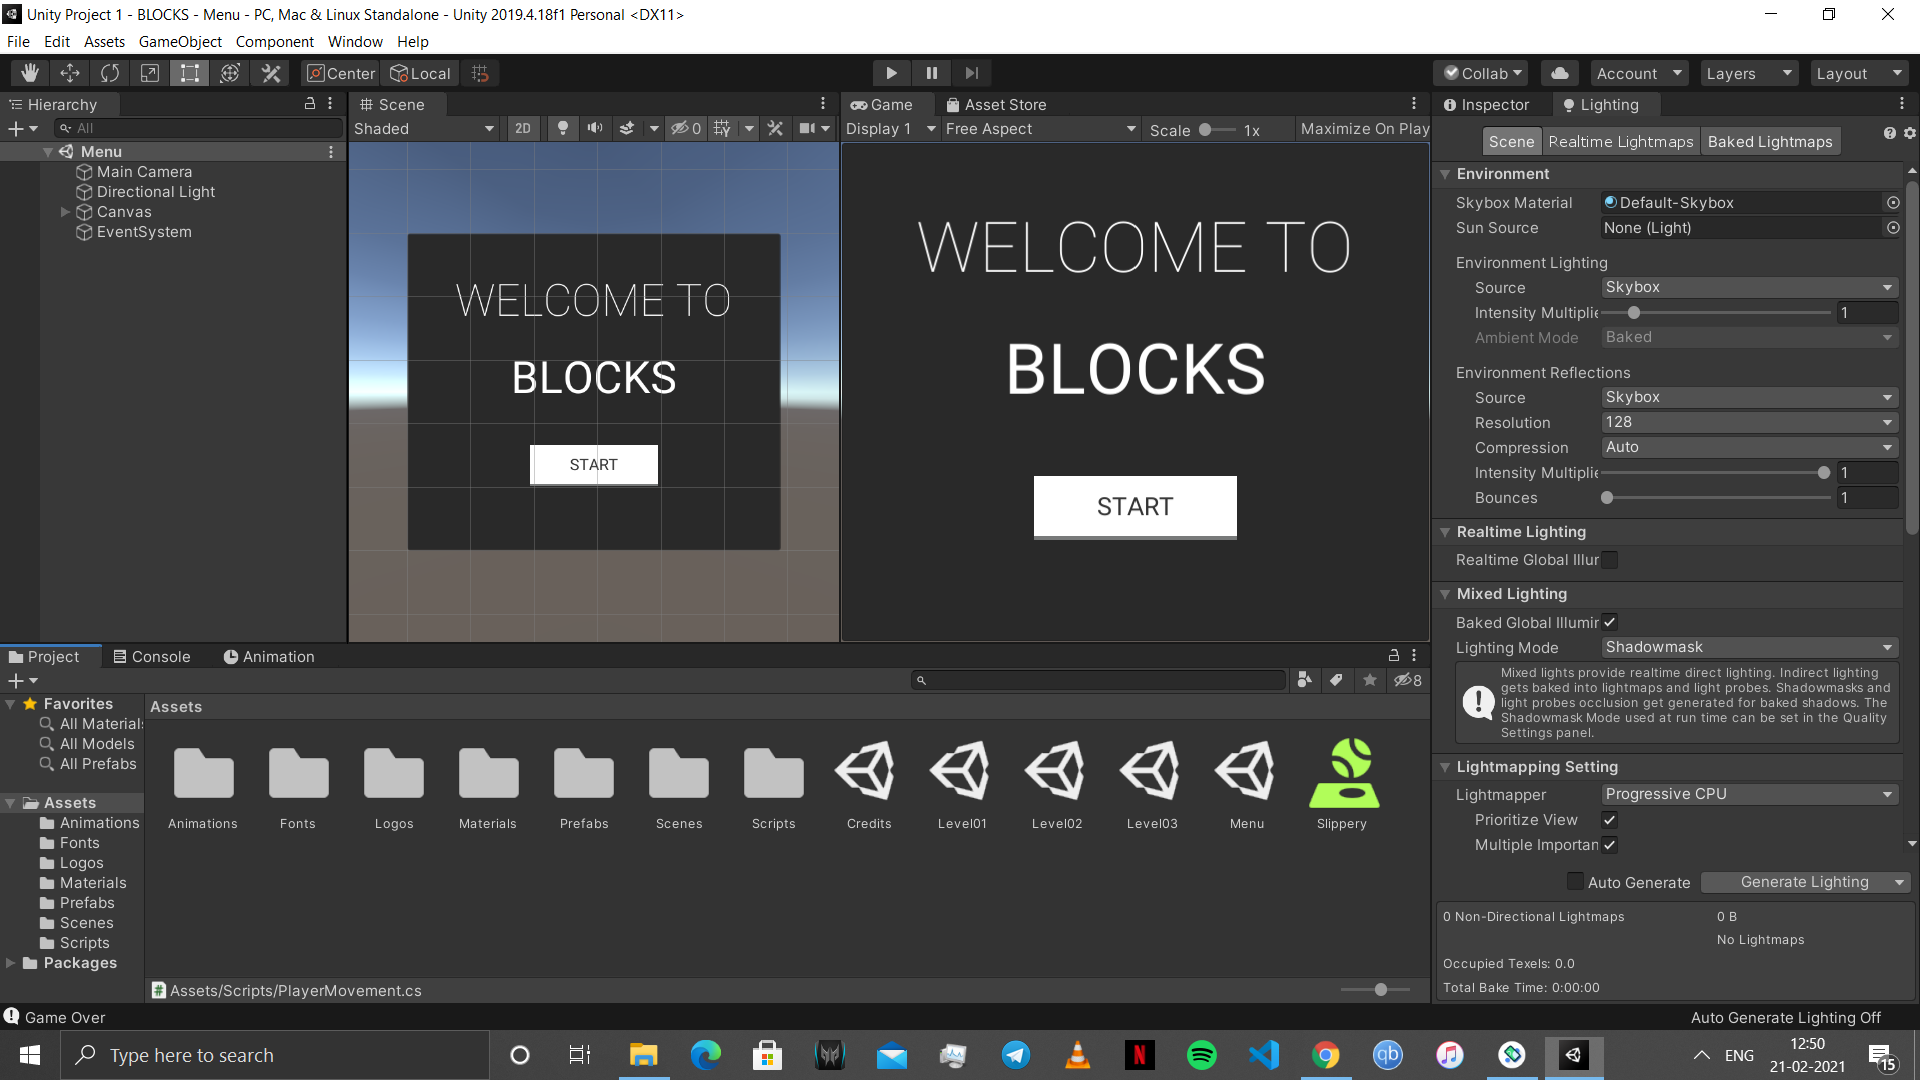 Unity Project 1 - BLOCKS - Menu - PC, Mac & Linux Standalone - Unity 2019.4.18f1 Personal <DX11>
File Edit Assets GameObject Component Window Help
Center Local Collab Account Layers Layout
Hierarchy
All
Menu
Main Camera
Directional Light
Canvas
EventSystem
Scene
Shaded 2D 0
WELCOME TO
BLOCKS
START
Game Asset Store
Display 1 Free Aspect Scale 1x Maximize On Play
WELCOME TO
BLOCKS
START
Inspector Lighting
Scene Realtime Lightmaps Baked Lightmaps
Environment
Skybox Material Default-Skybox
Sun Source None (Light)
Environment Lighting
Source Skybox
Intensity Multiplie 1
Ambient Mode Baked
Environment Reflections
Source Skybox
Resolution 128
Compression Auto
Intensity Multiplie 1
Bounces 1
Realtime Lighting
Realtime Global Illur
Mixed Lighting
Baked Global Illumir
Lighting Mode Shadowmask
Mixed lights provide realtime direct lighting. Indirect lighting
gets baked into lightmaps and light probes. Shadowmasks and
light probes occlusion get generated for baked shadows. The
Shadowmask Mode used at run time can be set in the Quality
Settings panel.
Lightmapping Setting
Lightmapper Progressive CPU
Prioritize View
Multiple Importan
Auto Generate Generate Lighting
0 Non-Directional Lightmaps 0 B
No Lightmaps
Occupied Texels: 0.0
Total Bake Time: 0:00:00
Project Console Animation
8
Favorites
All Materials
All Models
All Prefabs
Assets
Animations
Fonts
Logos
Materials
Prefabs
Scenes
Scripts
Packages
Assets
Animations Fonts Logos Materials Prefabs Scenes Scripts Credits Level01 Level02 Level03 Menu Slippery
Assets/Scripts/PlayerMovement.cs
Game Over Auto Generate Lighting Off
Type here to search
qb
N
ENG
12:50
21-02-2021
15